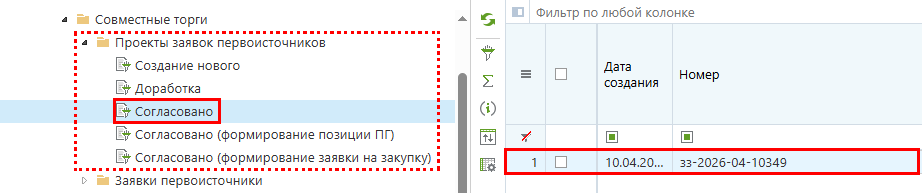 Совместные торги
Проекты заявок первоисточников
Создание нового
Доработка
Согласовано
Согласовано (формирование позиции ПГ)
Согласовано (формирование заявки на закупку)
Заявки первоисточники
Фильтр по любой колонке
Дата создания
Номер
1 10.04.20... зз-2026-04-10349